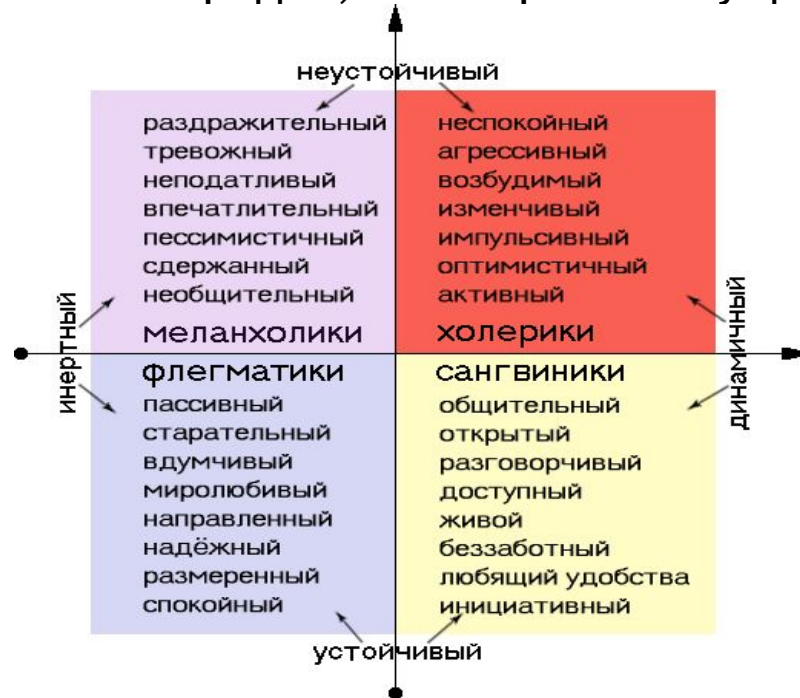 неустойчивый
раздражительный
тревожный
неподатливый
впечатлительный
пессимистичный
сдержанный
необщительный
меланхолики
неспокойный
агрессивный
возбудимый
изменчивый
импульсивный
оптимистичный
активный
холерики
инертный
динамичный
флегматики
пассивный
старательный
вдумчивый
миролюбивый
направленный
надёжный
размеренный
спокойный
сангвиники
общительный
открытый
разговорчивый
доступный
живой
беззаботный
любящий удобства
инициативный
устойчивый